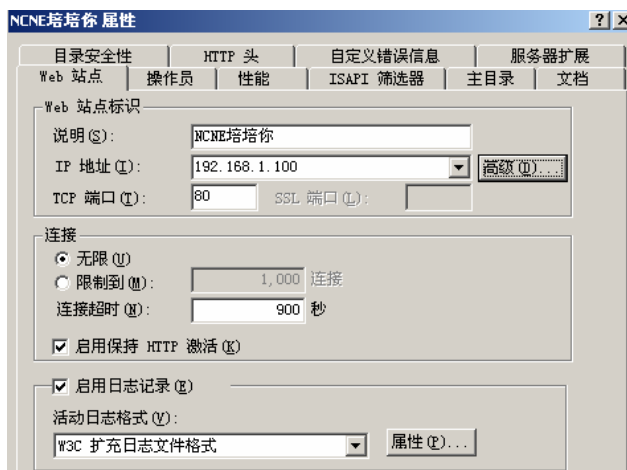 NCNE培培你 属性
目录安全性 HTTP 头 自定义错误信息 服务器扩展
Web 站点 操作员 性能 ISAPI 筛选器 主目录 文档
Web 站点标识
说明(S): NCNE培培你
IP 地址(I): 192.168.1.100 高级(D)...
TCP 端口(T): 80 SSL 端口(L):
连接
无限(U)
限制到(M): 1,000 连接
连接超时(N): 900 秒
启用保持 HTTP 激活(K)
启用日志记录(E)
活动日志格式(V):
W3C 扩充日志文件格式 属性(P)...